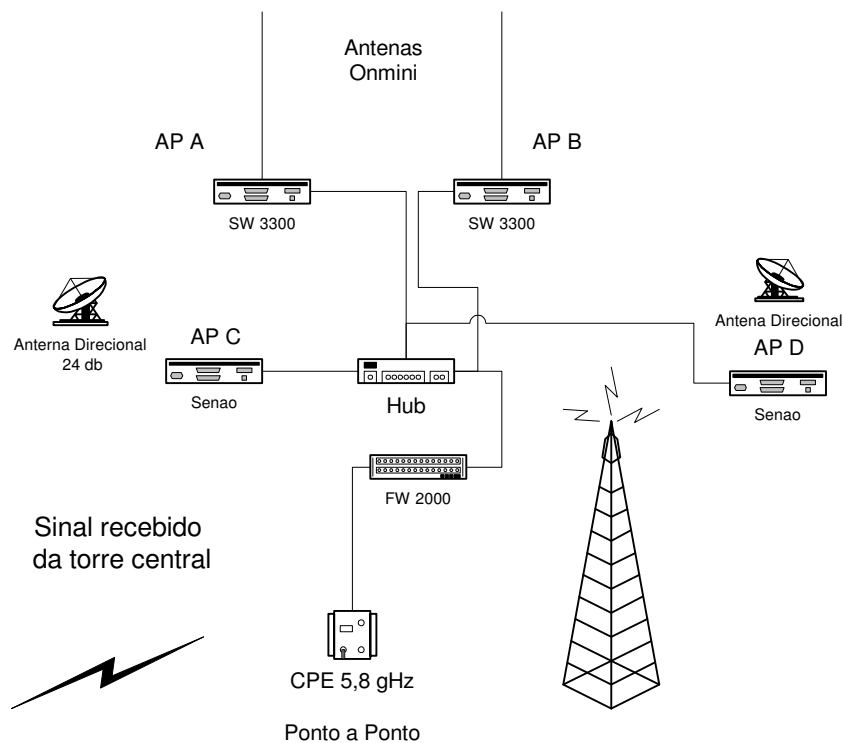 Antenas
Onmini
AP A
AP B
SW 3300
SW 3300
Anterna Direcional
24 db
AP C
Senao
Hub
Antena Direcional
AP D
Senao
FW 2000
Sinal recebido
da torre central
CPE 5,8 gHz
Ponto a Ponto